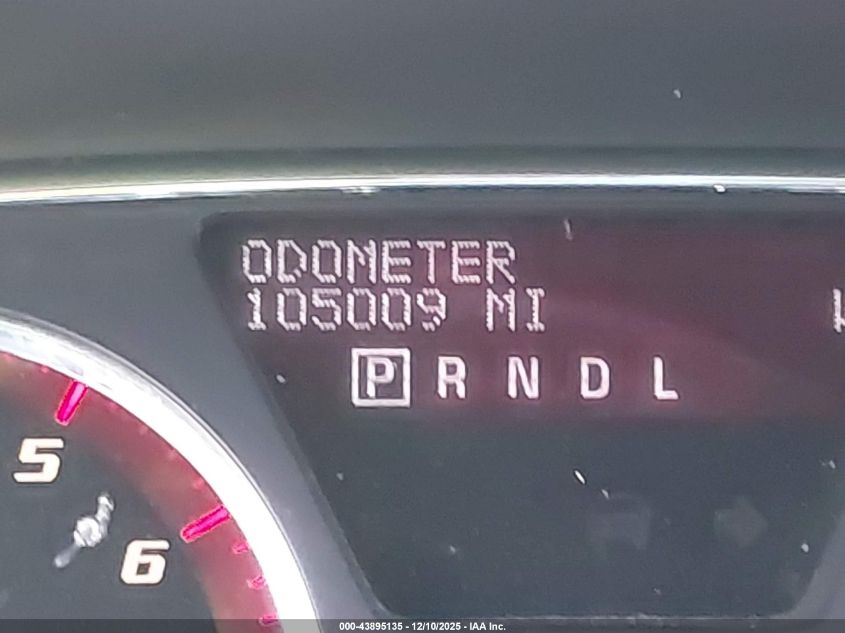 ODOMETER
105009 MI
P R N D L
5
6
000-43895135 - 12/10/2025 - IAA Inc.